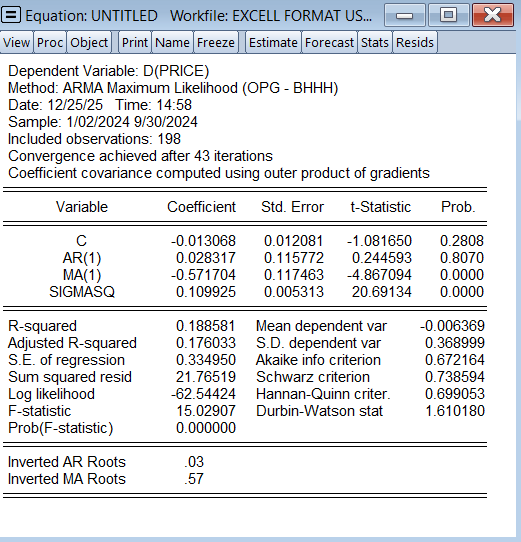 Equation: UNTITLED Workfile: EXCELL FORMAT US...
View Proc Object Print Name Freeze Estimate Forecast Stats Resids
Dependent Variable: D(PRICE)
Method: ARMA Maximum Likelihood (OPG - BHHH)
Date: 12/25/25 Time: 14:58
Sample: 1/02/2024 9/30/2024
Included observations: 198
Convergence achieved after 43 iterations
Coefficient covariance computed using outer product of gradients
Variable Coefficient Std. Error t-Statistic Prob.
C -0.013068 0.012081 -1.081650 0.2808
AR(1) 0.028317 0.115772 0.244593 0.8070
MA(1) -0.571704 0.117463 -4.867094 0.0000
SIGMASQ 0.109925 0.005313 20.69134 0.0000
R-squared 0.188581 Mean dependent var -0.006369
Adjusted R-squared 0.176033 S.D. dependent var 0.368999
S.E. of regression 0.334950 Akaike info criterion 0.672164
Sum squared resid 21.76519 Schwarz criterion 0.738594
Log likelihood -62.54424 Hannan-Quinn criter. 0.699053
F-statistic 15.02907 Durbin-Watson stat 1.610180
Prob(F-statistic) 0.000000
Inverted AR Roots .03
Inverted MA Roots .57